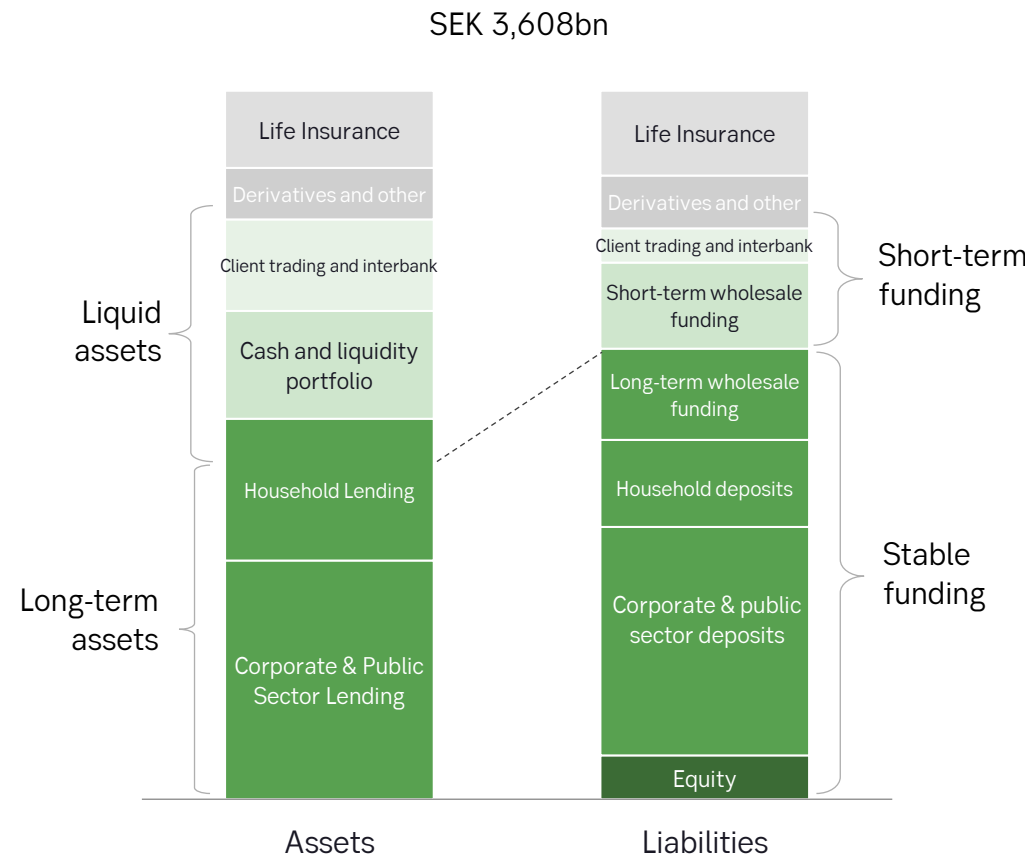 SEK 3,608bn
Life Insurance
Derivatives and other
Client trading and interbank
Cash and liquidity
portfolio
Household Lending
Corporate & Public
Sector Lending
Liquid
assets
Long-term
assets
Assets
Life Insurance
Derivatives and other
Client trading and interbank
Short-term wholesale
funding
Long-term wholesale
funding
Household deposits
Corporate & public
sector deposits
Equity
Short-term
funding
Stable
funding
Liabilities